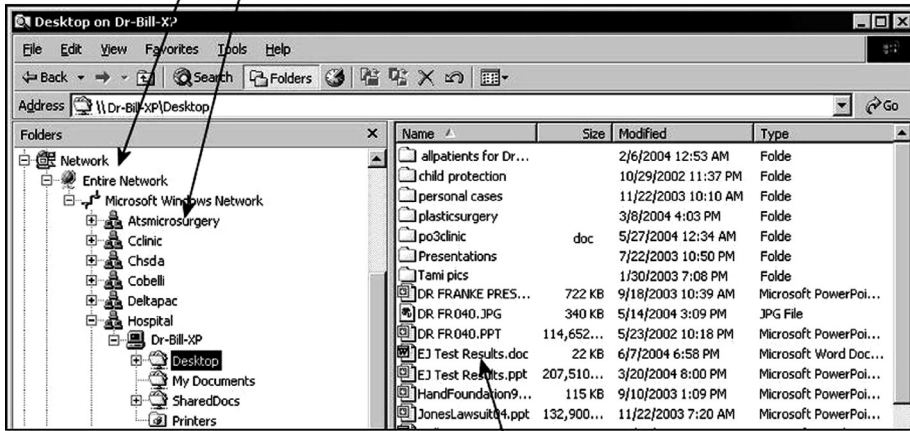 Desktop on Dr-Bill-XP
File Edit View Favorites Tools Help
Back Search Folders
Address \\Dr-Bill-XP\Desktop Go
Folders
Network
Entire Network
Microsoft Windows Network
Atsmicrosurgery
Cclinic
Chsda
Cobelli
Deltapac
Hospital
Dr-Bill-XP
Desktop
My Documents
SharedDocs
Printers
Name Size Modified Type
allpatients for Dr... 2/6/2004 12:53 AM Folde
child protection 10/29/2002 11:37 PM Folde
personal cases 11/22/2003 10:10 AM Folde
plasticsurgery 3/8/2004 4:03 PM Folde
po3clinic doc 5/27/2004 12:34 AM Folde
Presentations 7/22/2003 10:50 PM Folde
Tami pics 1/30/2003 7:08 PM Folde
DR FRANKE PRES... 722 KB 9/18/2003 10:39 AM Microsoft PowerPoi...
DR FR040.JPG 340 KB 5/14/2004 3:09 PM JPG File
DR FR040.PPT 114,652... 5/23/2002 10:18 PM Microsoft PowerPoi...
EJ Test Results.doc 22 KB 6/7/2004 6:58 PM Microsoft Word Doc...
EJ Test Results.ppt 207,510... 3/20/2004 8:00 PM Microsoft PowerPoi...
HandFoundation9... 115 KB 9/10/2003 1:09 PM Microsoft PowerPoi...
JonesLawsuit04.ppt 132,900... 11/22/2003 7:20 AM Microsoft PowerPoi...